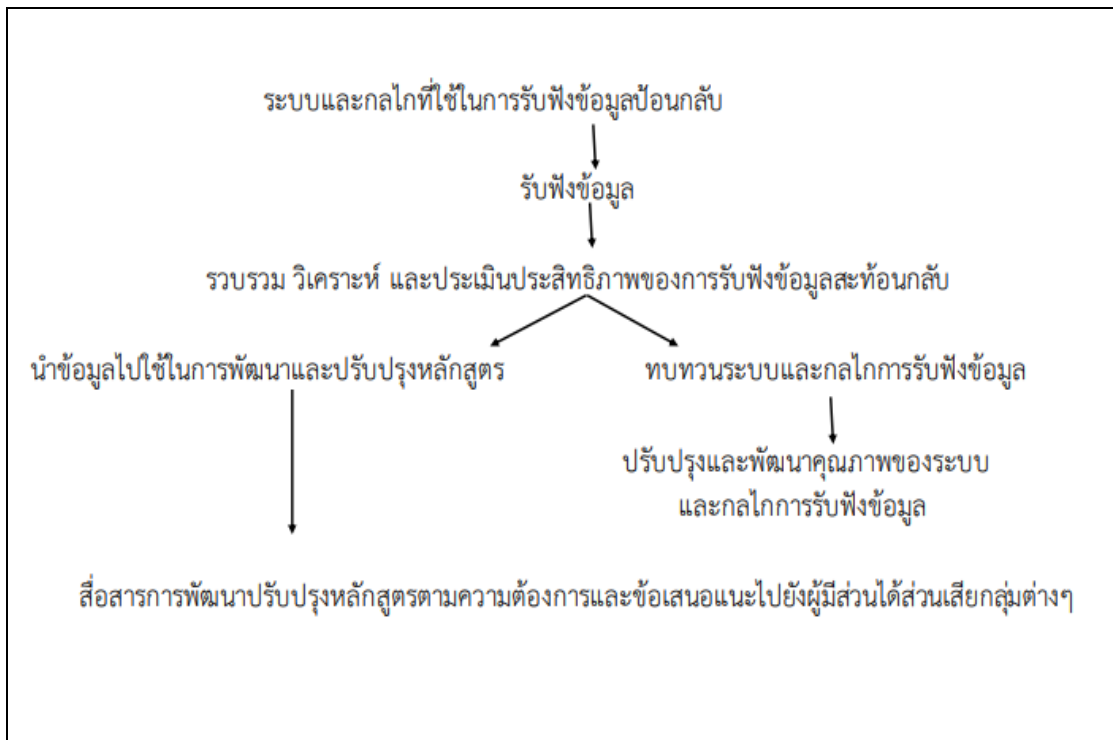 ระบบและกลไกที่ใช้ในการรับฟังข้อมูลป้อนกลับ
รับฟังข้อมูล
รวบรวม วิเคราะห์ และประเมินประสิทธิภาพของการรับฟังข้อมูลสะท้อนกลับ
นำข้อมูลไปใช้ในการพัฒนาและปรับปรุงหลักสูตร
ทบทวนระบบและกลไกการรับฟังข้อมูล
ปรับปรุงและพัฒนาคุณภาพของระบบ
และกลไกการรับฟังข้อมูล
สื่อสารการพัฒนาปรับปรุงหลักสูตรตามความต้องการและข้อเสนอแนะไปยังผู้มีส่วนได้ส่วนเสียกลุ่มต่างๆ